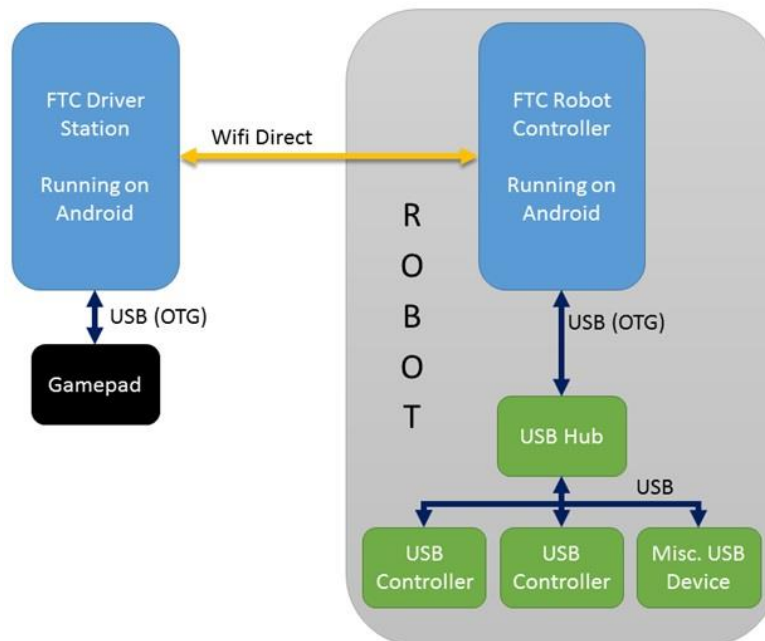 FTC Driver
Station
Running on
Android
Wifi Direct
FTC Robot
Controller
Running on
Android
R
O
B
O
T
USB (OTG)
Gamepad
USB (OTG)
USB Hub
USB
USB
Controller
USB
Controller
Misc. USB
Device